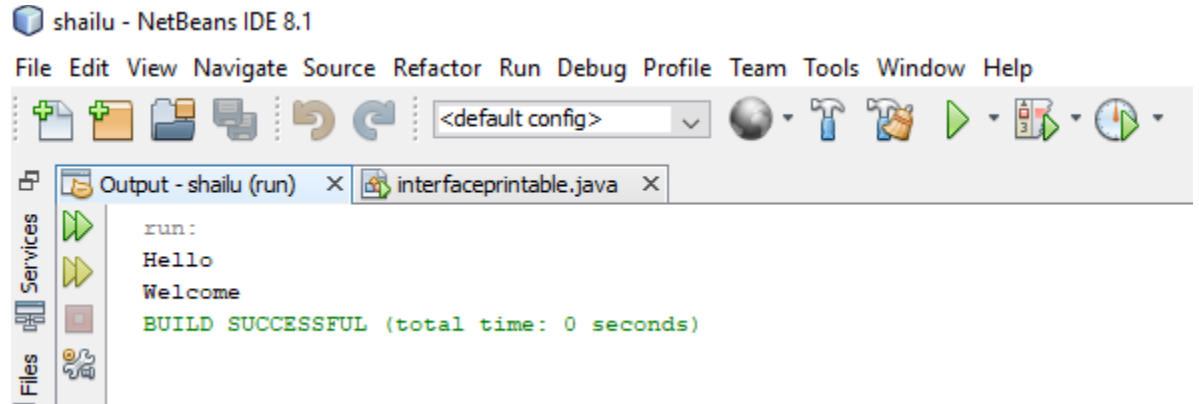 shailu - NetBeans IDE 8.1
File Edit View Navigate Source Refactor Run Debug Profile Team Tools Window Help
<default config>
Output - shailu (run)
interfaceprintable.java
run:
Hello
Welcome
BUILD SUCCESSFUL (total time: 0 seconds)
Services
Files